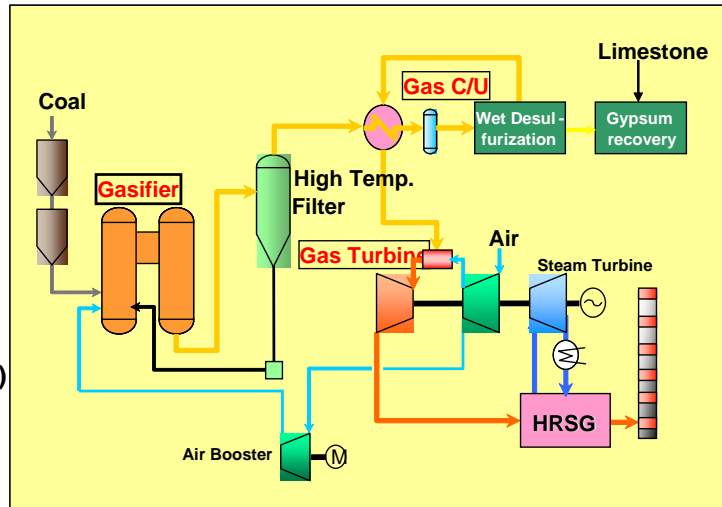 Limestone
Coal
Gas C/U
Wet Desul-
furization
Gypsum
recovery
Gasifier
High Temp.
Filter
Air
Gas Turbine
Steam Turbine
)
HRSG
Air Booster
M